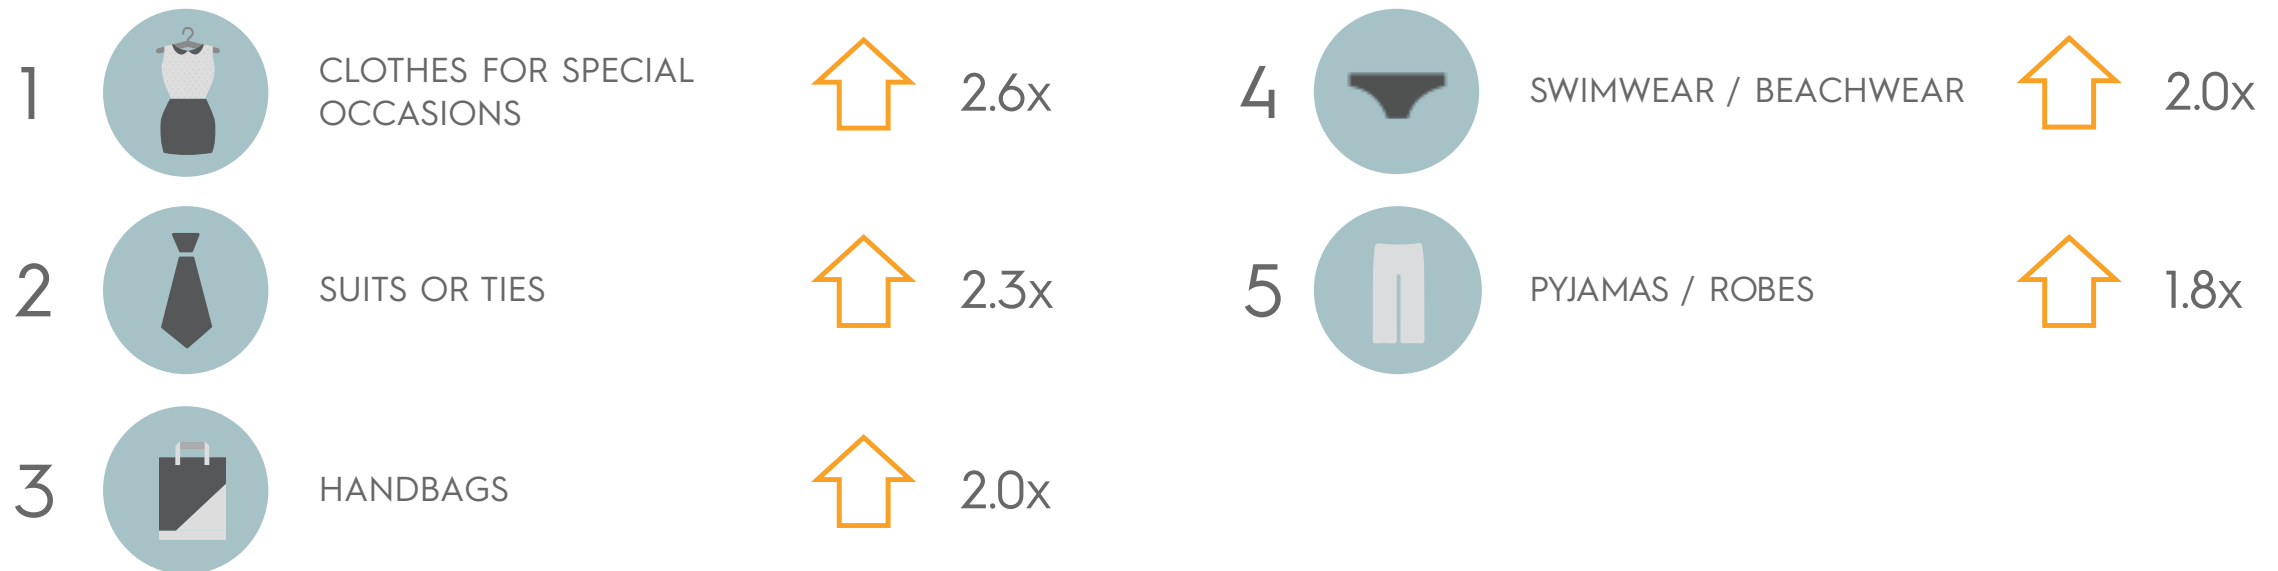 1
CLOTHES FOR SPECIAL
OCCASIONS
2.6x
2
SUITS OR TIES
2.3x
3
HANDBAGS
2.0x
4
SWIMWEAR / BEACHWEAR
2.0x
5
PYJAMAS / ROBES
1.8x